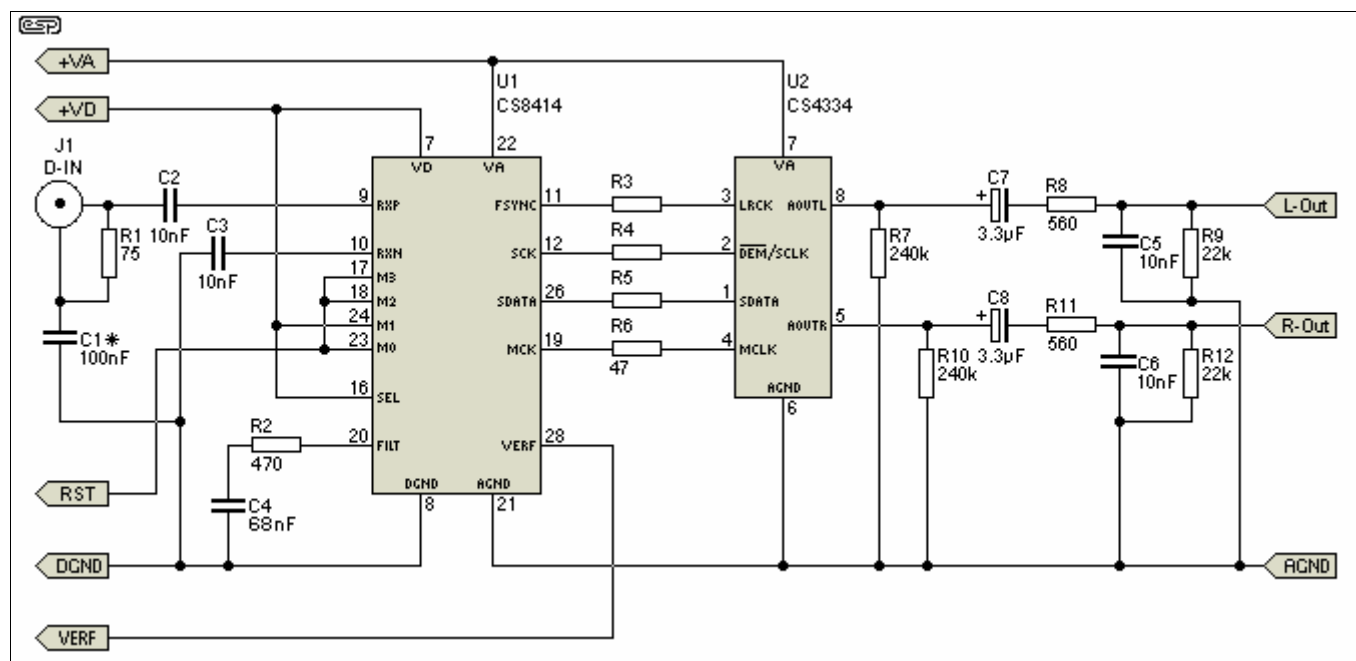 esp
+VA
+VD
J1
D-IN
U1
CS8414
U2
CS4334
7
22
7
VD
VA
VA
C2
10nF
C3
10nF
R1
75
C1*
100nF
9
RXP
10
RXN
17
M3
18
M2
24
M1
23
M0
16
SEL
20
FILT
R2
470
C4
68nF
FSYNC
11
SCK
12
SDATA
26
MCK
19
VERF
28
DGND
8
AGND
21
R3
R4
R5
R6
47
3
LRCK
2
DEM/SCLK
1
SDATA
4
MCLK
AOUTL
8
AOUTR
5
AGND
6
R7
240k
+
C7
3.3µF
R8
560
C5
10nF
R9
22k
L-Out
R10
240k
+
C8
3.3µF
R11
560
C6
10nF
R12
22k
R-Out
RST
DGND
AGND
VERF